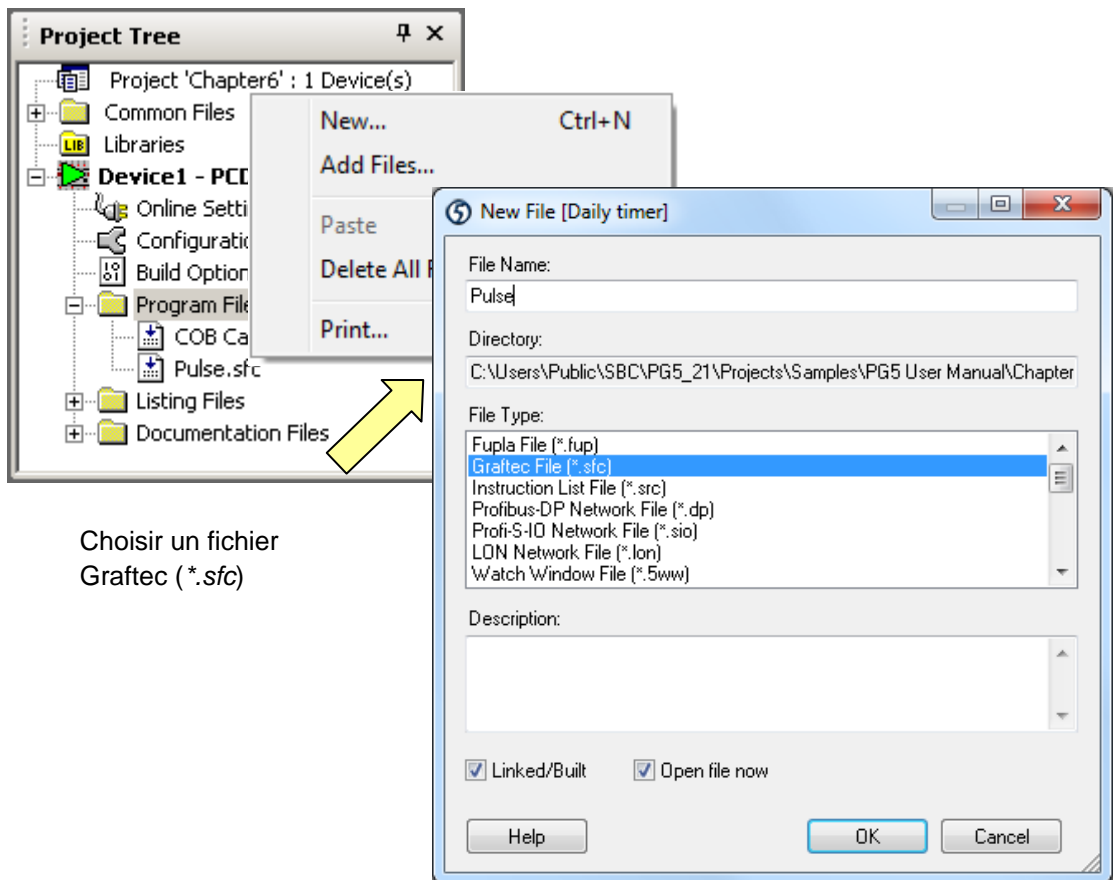 Project Tree
Project 'Chapter6' : 1 Device(s)
Common Files
LIB Libraries
Device1 - PCD
Online Setti
Configuratio
Build Option
Program File
COB Ca
Pulse.sfc
Listing Files
Documentation Files
New... Ctrl+N
Add Files...
Paste
Delete All F
Print...
Choisir un fichier
Graftec (*.sfc)
New File [Daily timer]
File Name:
Pulse
Directory:
C:\Users\Public\SBC\PG5_21\Projects\Samples\PG5 User Manual\Chapter
File Type:
Fupla File (*.fup)
Graftec File (*.sfc)
Instruction List File (*.src)
Profibus-DP Network File (*.dp)
Profi-S-IO Network File (*.sio)
LON Network File (*.lon)
Watch Window File (*.5ww)
Description:
Linked/Built
Open file now
Help
OK
Cancel